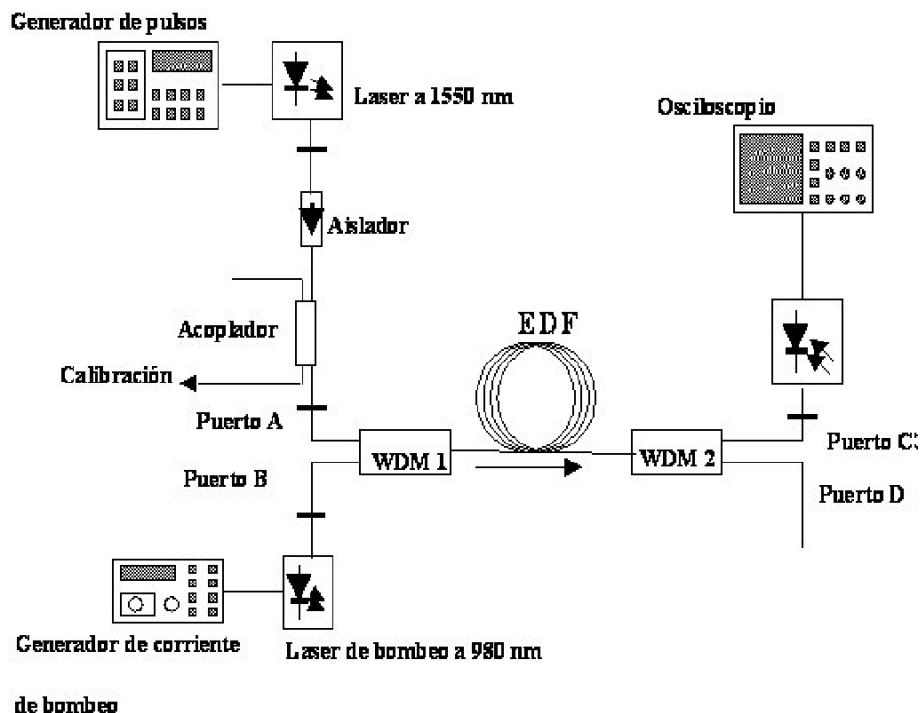 Generador de pulsos
Laser a 1550 nm
Osciloscopio
Aislador
Acoplador
EDF
Calibración
Puerto A
WDM 1
WDM 2
Puerto C3
Puerto B
Puerto D
Generador de corriente
de bombeo
Laser de bombeo a 980 nm